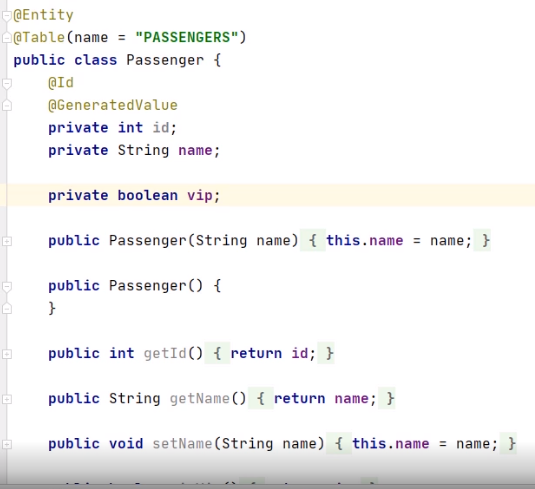 @Entity
@Table(name = "PASSENGERS")
public class Passenger {
@Id
@GeneratedValue
private int id;
private String name;
private boolean vip;
public Passenger(String name) { this.name = name; }
public Passenger() {
}
public int getId() { return id; }
public String getName() { return name; }
public void setName(String name) { this.name = name; }